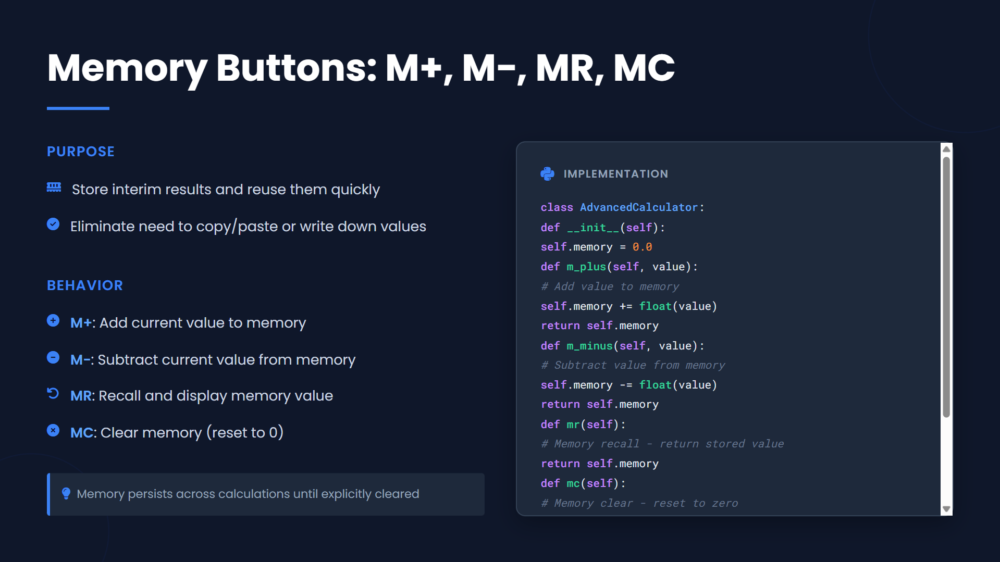 Memory Buttons: M+, M−, MR, MC
PURPOSE
Store interim results and reuse them quickly
Eliminate need to copy/paste or write down values
BEHAVIOR
M+: Add current value to memory
M−: Subtract current value from memory
MR: Recall and display memory value
MC: Clear memory (reset to 0)
Memory persists across calculations until explicitly cleared
IMPLEMENTATION
class AdvancedCalculator:
def __init__(self):
self.memory = 0.0
def m_plus(self, value):
# Add value to memory
self.memory += float(value)
return self.memory
def m_minus(self, value):
# Subtract value from memory
self.memory -= float(value)
return self.memory
def mr(self):
# Memory recall - return stored value
return self.memory
def mc(self):
# Memory clear - reset to zero